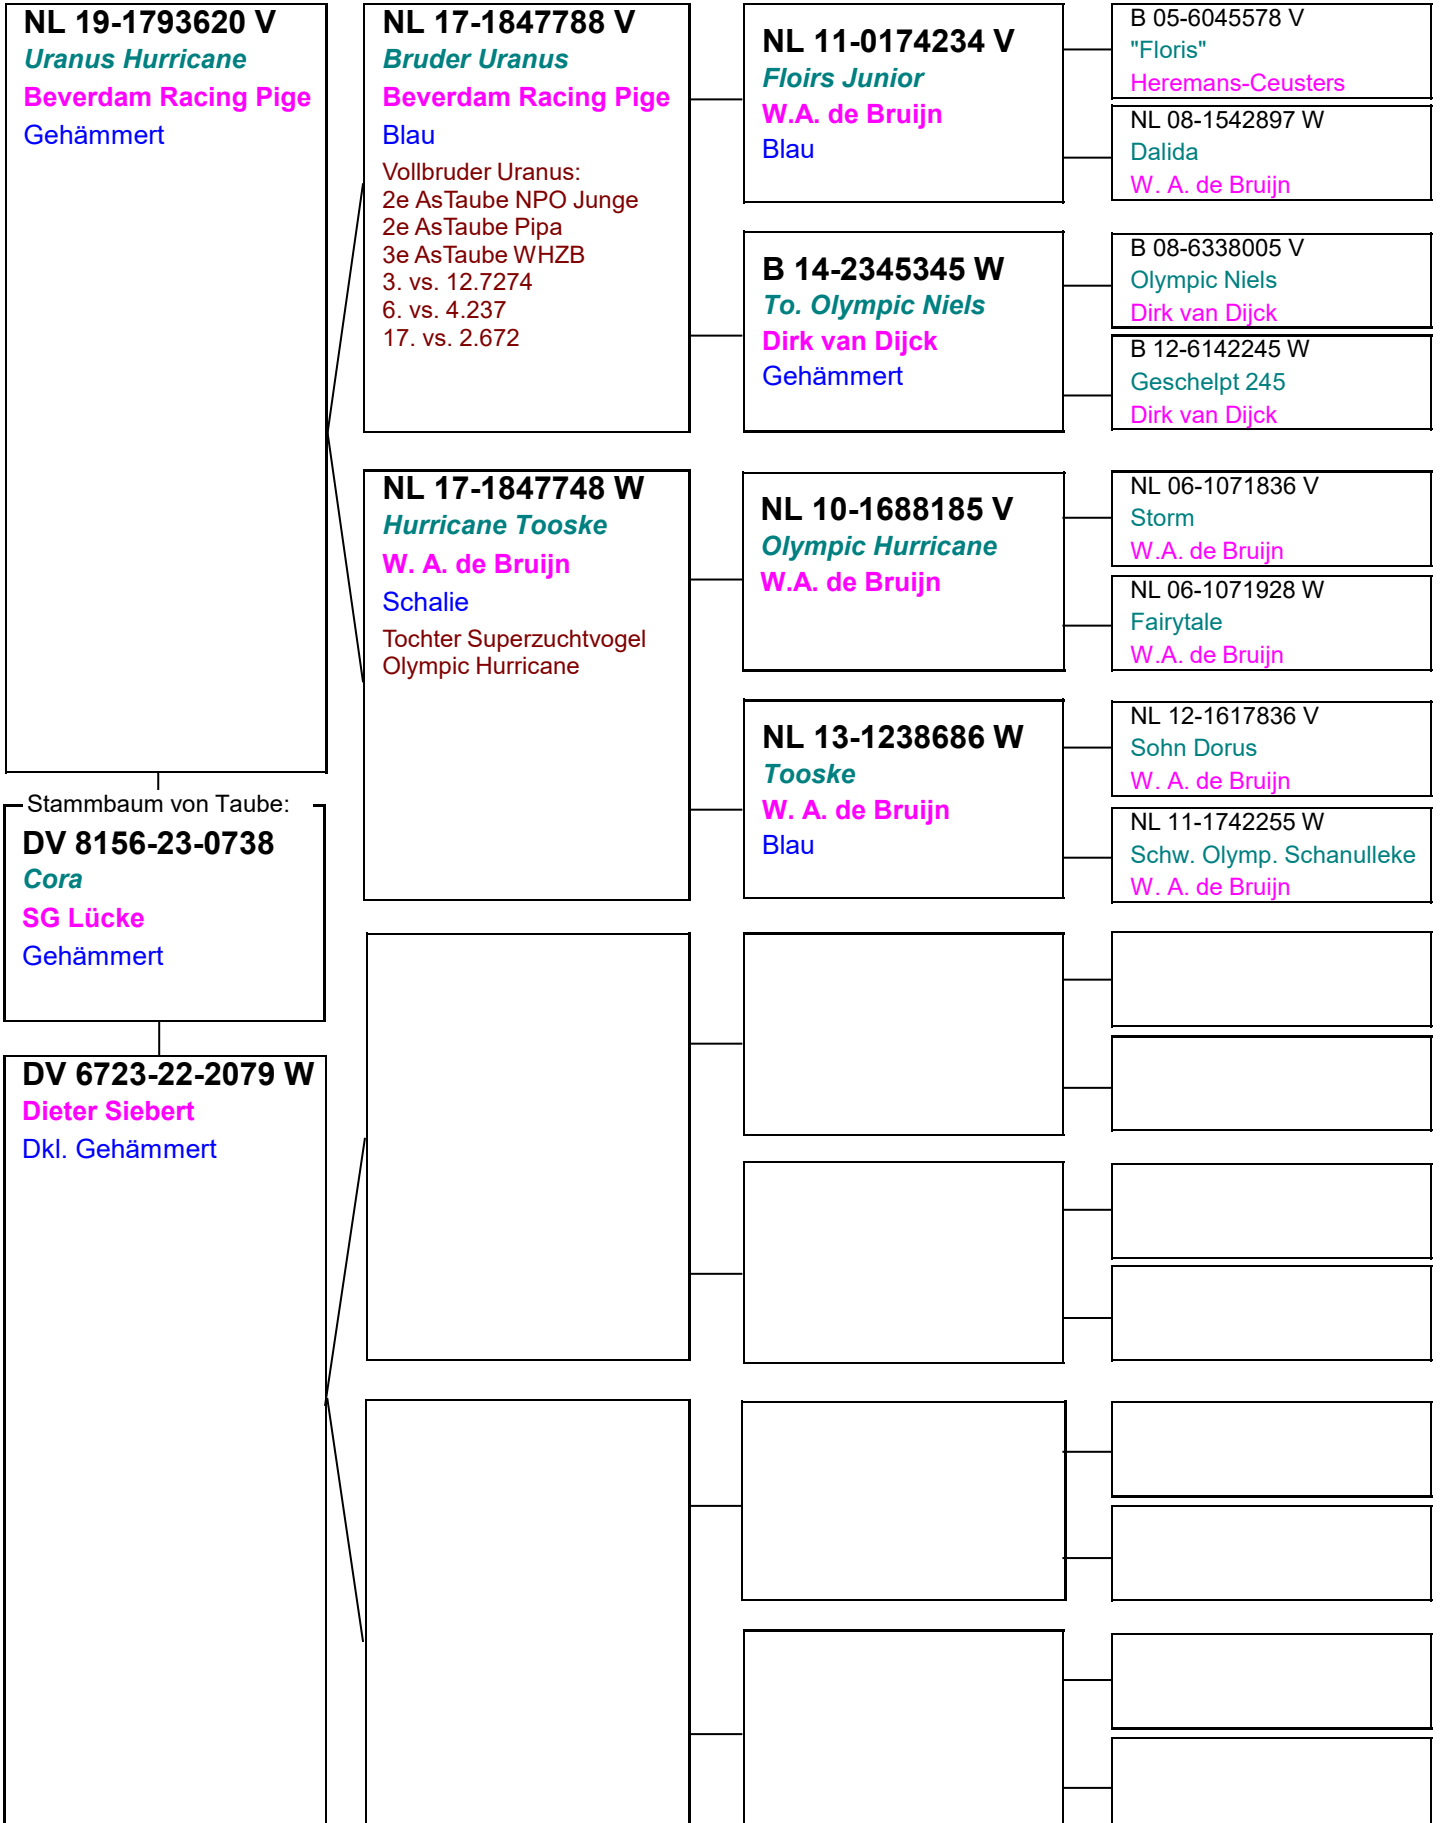 NL 19-1793620 V
Uranus Hurricane
Beverdam Racing Pige
Gehämmert
Stammbaum von Taube:
DV 8156-23-0738
Cora
SG Lücke
Gehämmert
DV 6723-22-2079 W
Dieter Siebert
Dkl. Gehämmert
NL 17-1847788 V
Bruder Uranus
Beverdam Racing Pige
Blau
Vollbruder Uranus:
2e AsTaube NPO Junge
2e AsTaube Pipa
3e AsTaube WHZB
3. vs. 12.7274
6. vs. 4.237
17. vs. 2.672
NL 17-1847748 W
Hurricane Tooske
W. A. de Bruijn
Schalie
Tochter Superzuchtvogel
Olympic Hurricane
NL 11-0174234 V
Floirs Junior
W.A. de Bruijn
Blau
B 14-2345345 W
To. Olympic Niels
Dirk van Dijck
Gehämmert
NL 10-1688185 V
Olympic Hurricane
W.A. de Bruijn
NL 13-1238686 W
Tooske
W. A. de Bruijn
Blau
B 05-6045578 V
"Floris"
Heremans-Ceusters
NL 08-1542897 W
Dalida
W. A. de Bruijn
B 08-6338005 V
Olympic Niels
Dirk van Dijck
B 12-6142245 W
Geschelpt 245
Dirk van Dijck
NL 06-1071836 V
Storm
W.A. de Bruijn
NL 06-1071928 W
Fairytale
W.A. de Bruijn
NL 12-1617836 V
Sohn Dorus
W. A. de Bruijn
NL 11-1742255 W
Schw. Olymp. Schanulleke
W. A. de Bruijn